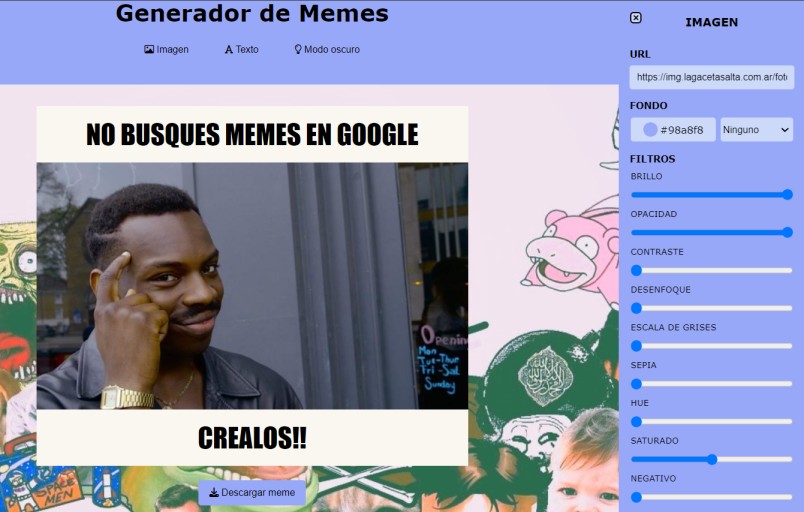 Generador de Memes
Imagen
Texto
Modo oscuro
NO BUSQUES MEMES EN GOOGLE
Opening
Mon
Tue-Thur
Fri-Sat
Sunday
CREALOS!!
SPACE
MEN
Descargar meme
IMAGEN
URL
https://img.lagacetasalta.com.ar/fot
FONDO
#98a8f8
Ninguno
FILTROS
BRILLO
OPACIDAD
CONTRASTE
DESENFOQUE
ESCALA DE GRISES
SEPIA
HUE
SATURADO
NEGATIVO